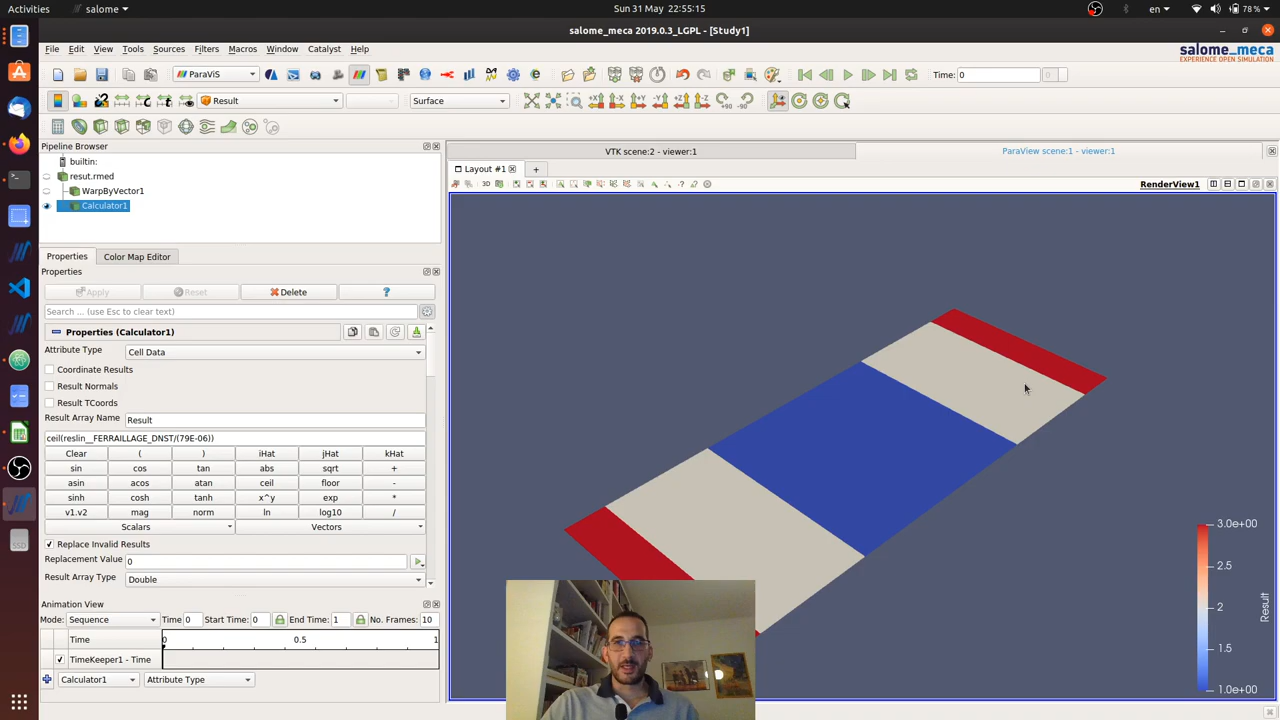 Activities
salome
Sun 31 May 22:55:15
en
78 %
salome_meca 2019.0.3_LGPL - [Study1]
File Edit View Tools Sources Filters Macros Window Catalyst Help
salome_meca
EXPERIENCE OPEN SIMULATION
ParaViS
Time: 0
0
Result
Surface
+X -X +Y -Y +Z -Z +90 -90
Pipeline Browser
VTK scene:2 - viewer:1
ParaView scene:1 - viewer:1
builtin:
resut.rmed
WarpByVector1
Calculator1
Layout #1
+
3D
RenderView1
Properties
Color Map Editor
Properties
Apply
Reset
Delete
?
Search ... (use Esc to clear text)
Properties (Calculator1)
Attribute Type
Cell Data
Coordinate Results
Result Normals
Result TCoords
Result Array Name
Result
ceil(reslin__FERRAILLAGE_DNST/(79E-06))
Clear ( ) iHat jHat kHat
sin cos tan abs sqrt +
asin acos atan ceil floor -
sinh cosh tanh x^y exp *
v1.v2 mag norm ln log10 /
Scalars
Vectors
Replace Invalid Results
Replacement Value
0
Result Array Type
Double
Animation View
Mode: Sequence
Time 0
Start Time: 0
End Time: 1
No. Frames: 10
Time
0 0.5 1
TimeKeeper1 - Time
Calculator1
Attribute Type
3.0e+00
2.5
2
1.5
1.0e+00
Result
SSD